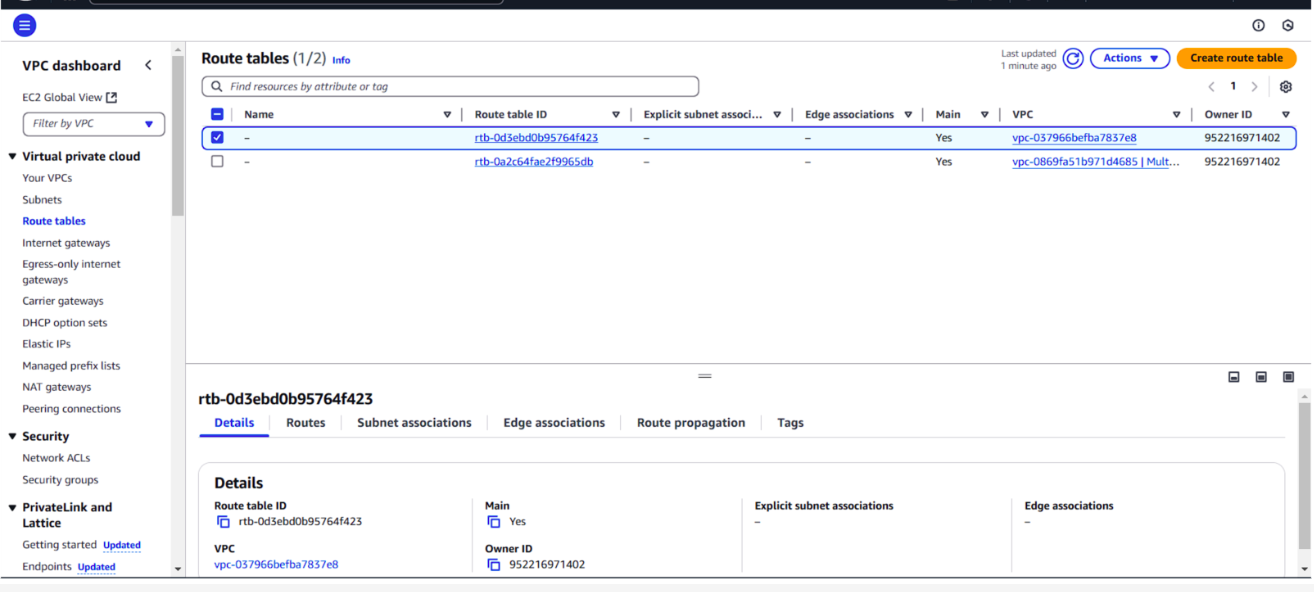 VPC dashboard
EC2 Global View
Filter by VPC
Virtual private cloud
Your VPCs
Subnets
Route tables
Internet gateways
Egress-only internet
gateways
Carrier gateways
DHCP option sets
Elastic IPs
Managed prefix lists
NAT gateways
Peering connections
Security
Network ACLs
Security groups
PrivateLink and
Lattice
Getting started Updated
Endpoints Updated
Route tables (1/2) Info
Last updated
1 minute ago
Actions
Create route table
Find resources by attribute or tag
1
Name Route table ID Explicit subnet associ... Edge associations Main VPC Owner ID
– rtb-0d3ebd0b95764f423 – – Yes vpc-037966befba7837e8 952216971402
– rtb-0a2c64fae2f9965db – – Yes vpc-0869fa51b971d4685 | Mult... 952216971402
rtb-0d3ebd0b95764f423
Details Routes Subnet associations Edge associations Route propagation Tags
Details
Route table ID
rtb-0d3ebd0b95764f423
Main
Yes
Explicit subnet associations
–
Edge associations
–
VPC
vpc-037966befba7837e8
Owner ID
952216971402